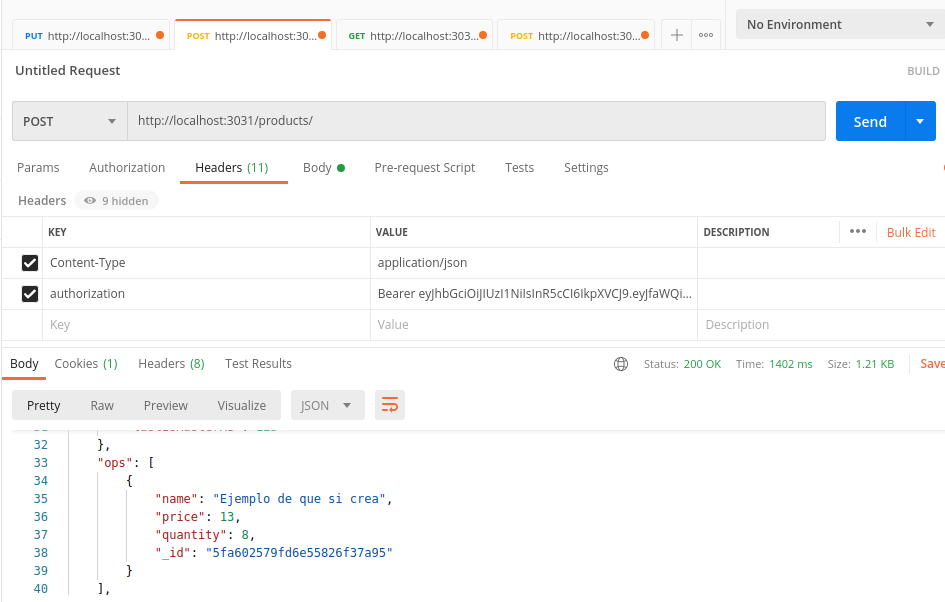 PUT http://localhost:30... POST http://localhost:30... GET http://localhost:303... POST http://localhost:30... No Environment
Untitled Request BUILD
POST http://localhost:3031/products/ Send
Params Authorization Headers (11) Body Pre-request Script Tests Settings
Headers 9 hidden
KEY VALUE DESCRIPTION ••• Bulk Edit
Content-Type application/json
authorization Bearer eyJhbGciOiJIUzI1NiIsInR5cCI6IkpXVCJ9.eyJfaWQi...
Key Value Description
Body Cookies (1) Headers (8) Test Results Status: 200 OK Time: 1402 ms Size: 1.21 KB Save
Pretty Raw Preview Visualize JSON
32 },
33 "ops": [
34 {
35 "name": "Ejemplo de que si crea",
36 "price": 13,
37 "quantity": 8,
38 "_id": "5fa602579fd6e55826f37a95"
39 }
40 ],